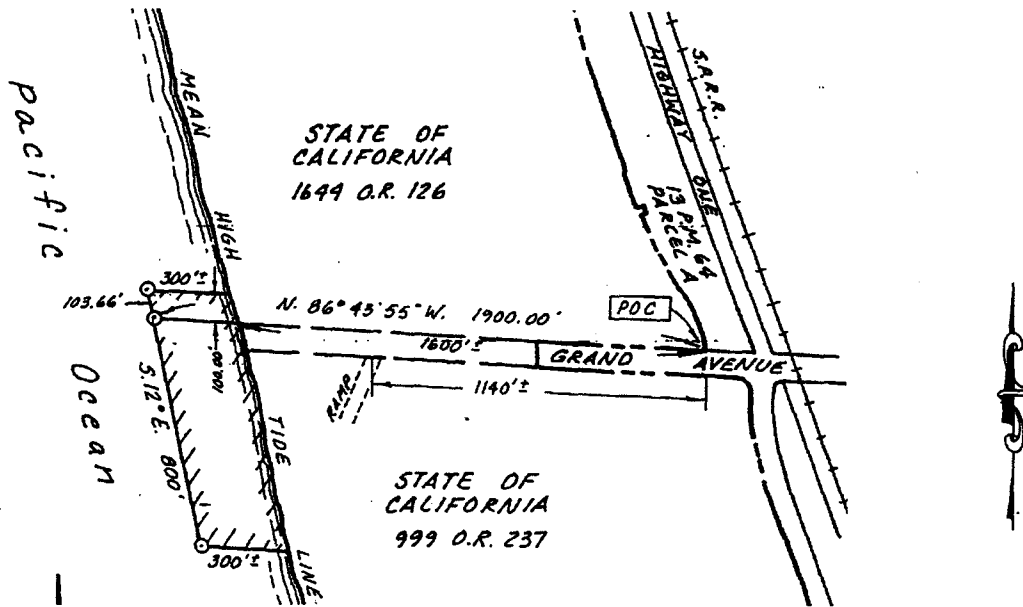 Pacific
Ocean
MEAN
HIGH
TIDE
LINE
STATE OF
CALIFORNIA
1644 O.R. 126
S.P.R.R.
HIGHWAY ONE
13 P.M. 64
PARCEL A
POC
300'±
103.66'
N. 86° 43' 55" W. 1900.00'
1600'±
GRAND AVENUE
100.00'
1140'±
RAMP
S.12°E. 800'
STATE OF
CALIFORNIA
999 O.R. 237
300'±